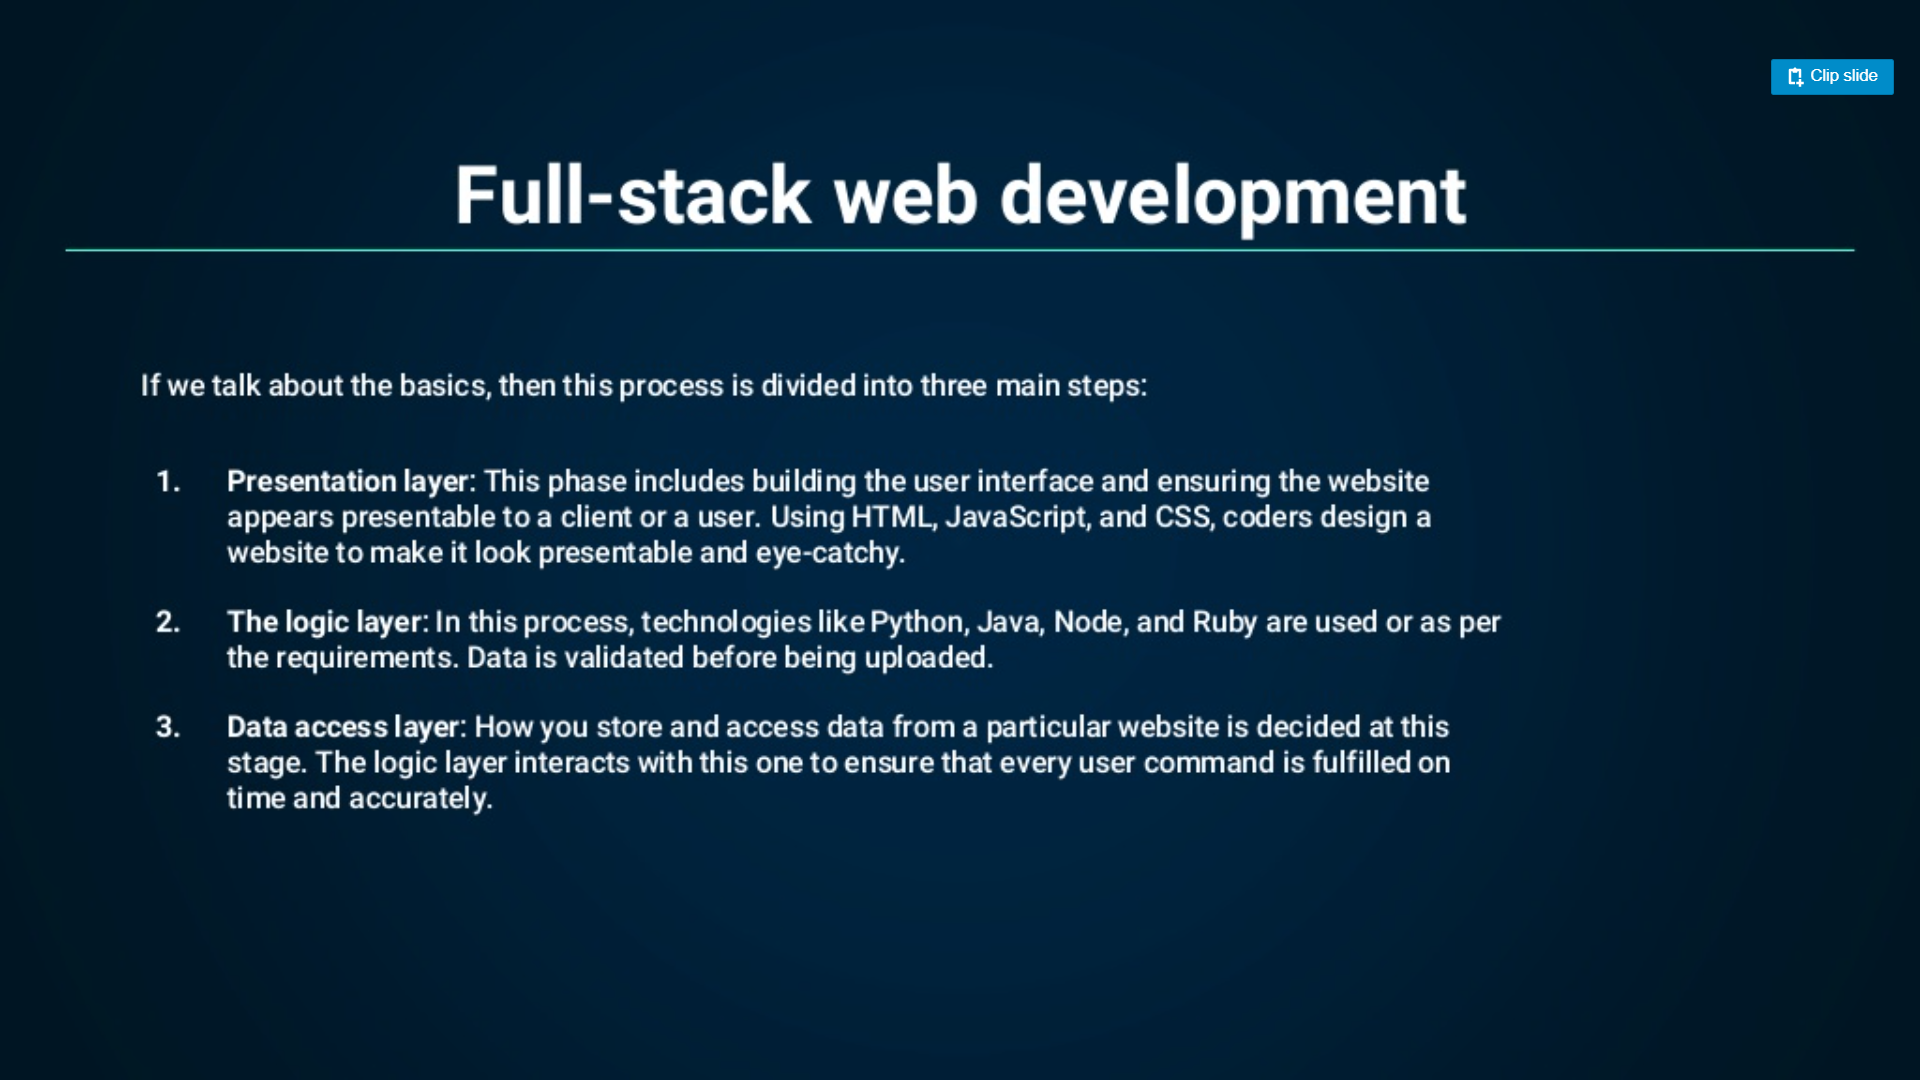 Clip slide
Full-stack web development
If we talk about the basics, then this process is divided into three main steps:
1. Presentation layer: This phase includes building the user interface and ensuring the website
appears presentable to a client or a user. Using HTML, JavaScript, and CSS, coders design a
website to make it look presentable and eye-catchy.
2. The logic layer: In this process, technologies like Python, Java, Node, and Ruby are used or as per
the requirements. Data is validated before being uploaded.
3. Data access layer: How you store and access data from a particular website is decided at this
stage. The logic layer interacts with this one to ensure that every user command is fulfilled on
time and accurately.